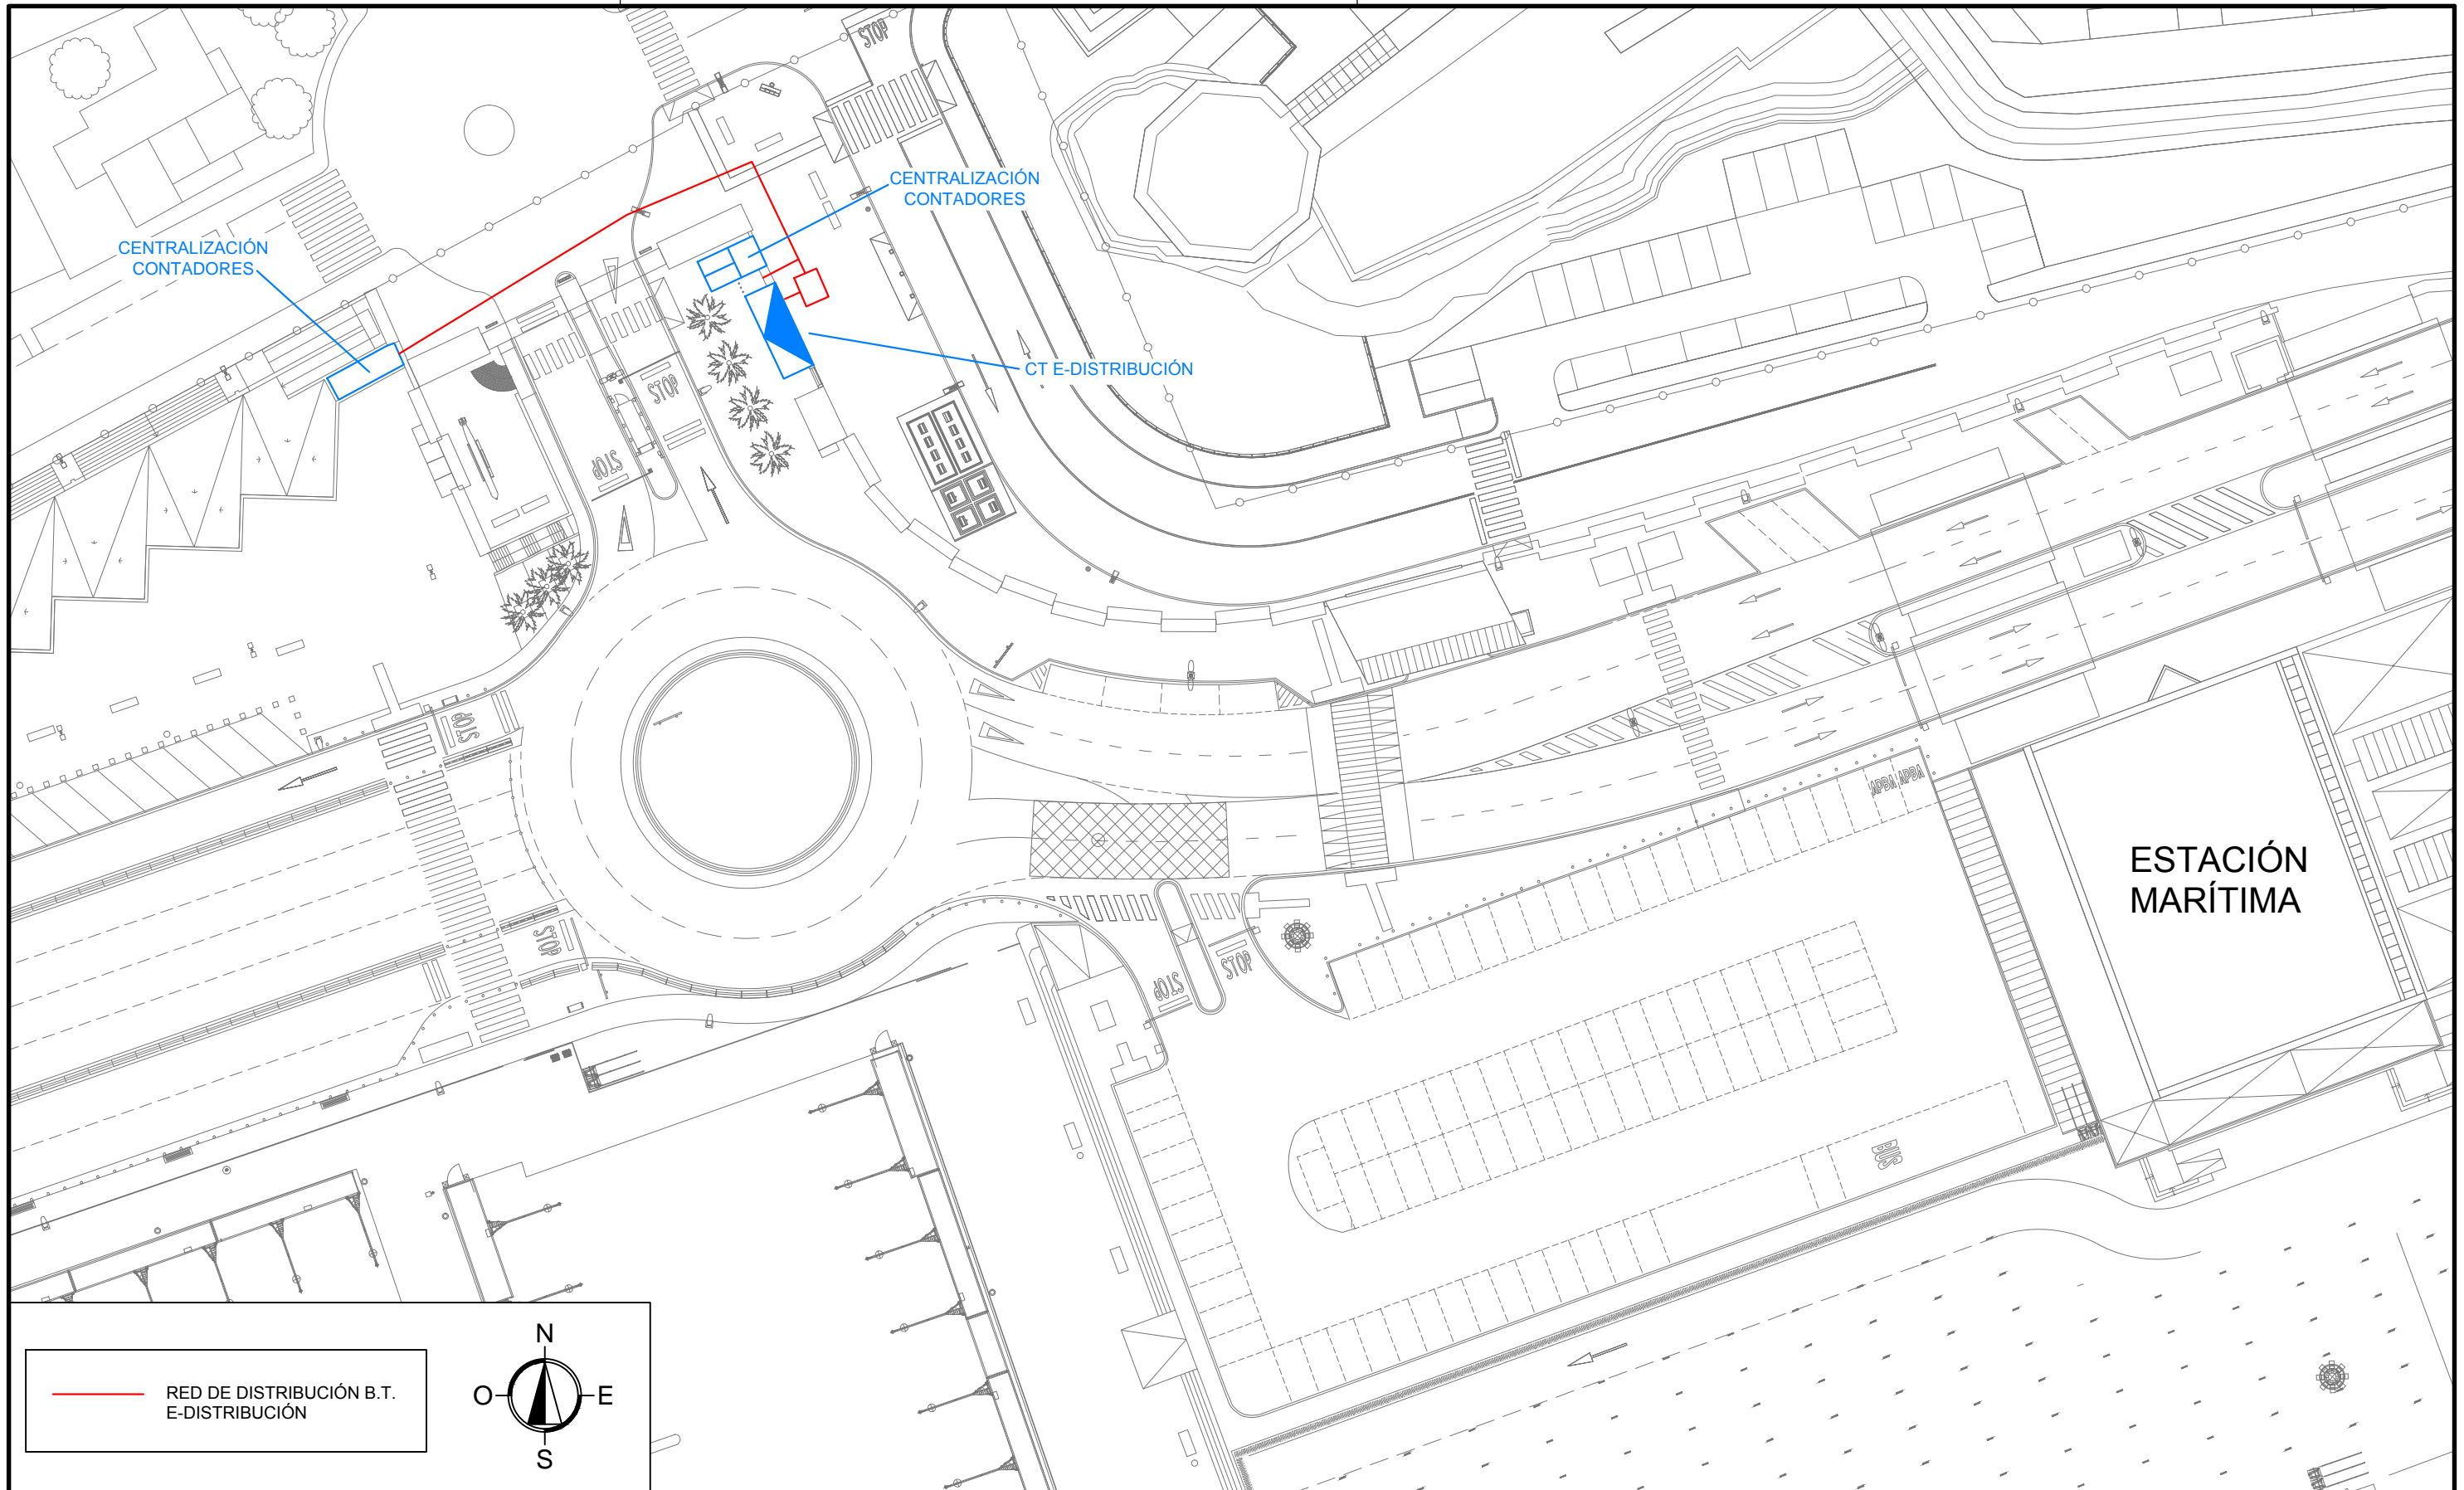 STOP
CENTRALIZACIÓN
CONTADORES
CENTRALIZACIÓN
CONTADORES
CT E-DISTRIBUCIÓN
STOP
STOP
STOP
APBA APBA
ESTACIÓN
MARÍTIMA
STOP
STOP
STOP
BUS
RED DE DISTRIBUCIÓN B.T.
E-DISTRIBUCIÓN
N
O
E
S